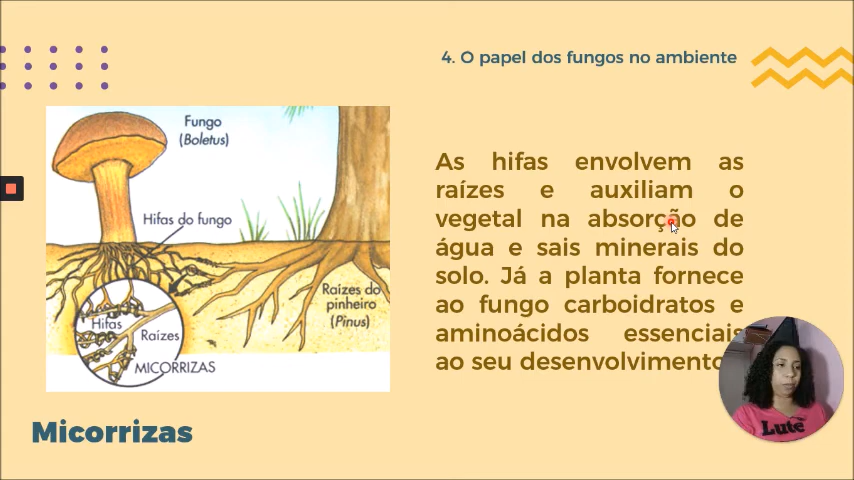 4. O papel dos fungos no ambiente
Fungo
(Boletus)
Hifas do fungo
Raízes do
pinheiro
(Pinus)
Hifas
Raízes
MICORRIZAS
As hifas envolvem as
raízes e auxiliam o
vegetal na absorção de
água e sais minerais do
solo. Já a planta fornece
ao fungo carboidratos e
aminoácidos essenciais
ao seu desenvolvimento
Micorrizas
Lute